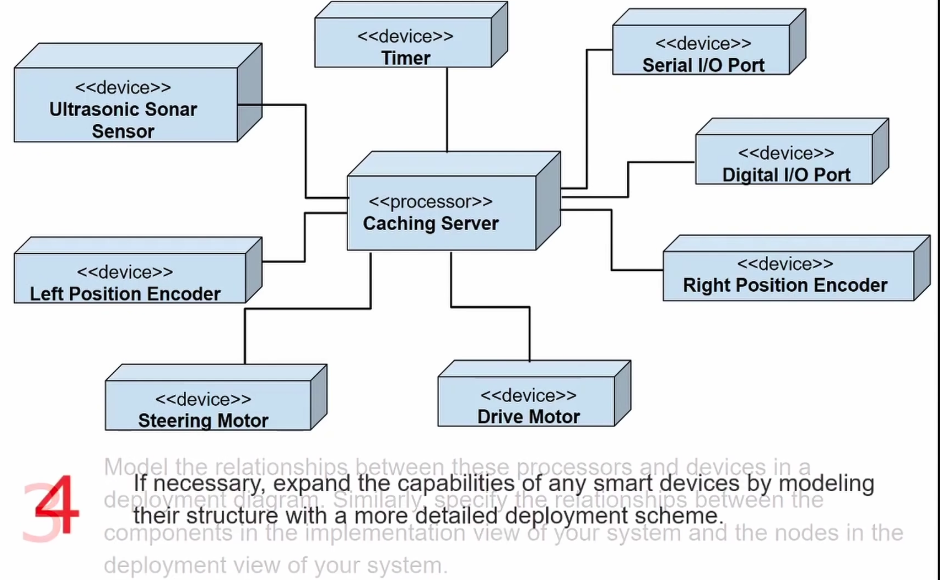 <<device>>
Timer
<<device>>
Serial I/O Port
<<device>>
Ultrasonic Sonar
Sensor
<<device>>
Digital I/O Port
<<processor>>
Caching Server
<<device>>
Left Position Encoder
<<device>>
Right Position Encoder
<<device>>
Steering Motor
<<device>>
Drive Motor
3
Model the relationships between these processors and devices in a
deployment diagram. Similarly, specify the relationships between the
components in the implementation view of your system and the nodes in the
deployment view of your system.
4
If necessary, expand the capabilities of any smart devices by modeling
their structure with a more detailed deployment scheme.